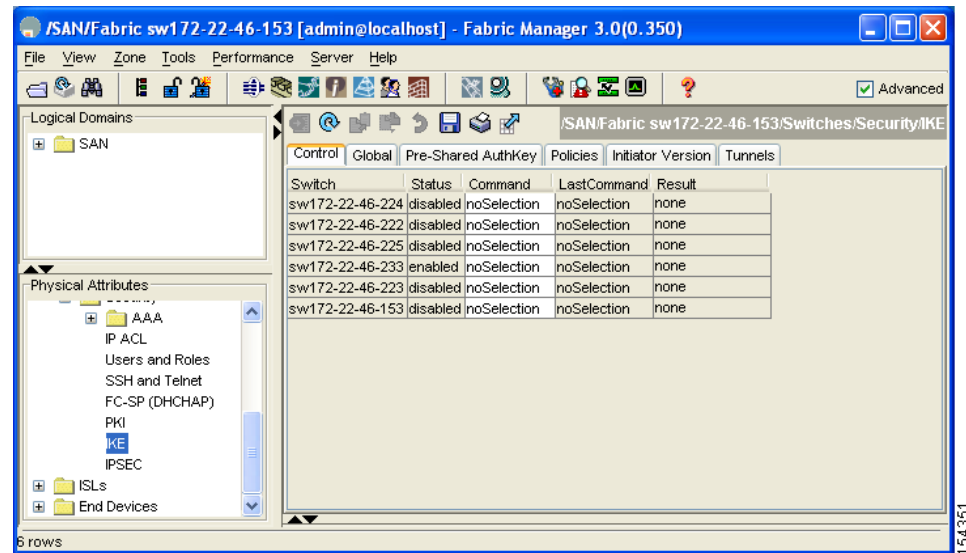 /SAN/Fabric sw172-22-46-153 [admin@localhost] - Fabric Manager 3.0(0.350)
File View Zone Tools Performance Server Help
Advanced
Logical Domains
SAN
/SAN/Fabric sw172-22-46-153/Switches/Security/IKE
Control Global Pre-Shared AuthKey Policies Initiator Version Tunnels
Switch Status Command LastCommand Result
sw172-22-46-224 disabled noSelection noSelection none
sw172-22-46-222 disabled noSelection noSelection none
sw172-22-46-225 disabled noSelection noSelection none
sw172-22-46-233 enabled noSelection noSelection none
sw172-22-46-223 disabled noSelection noSelection none
sw172-22-46-153 disabled noSelection noSelection none
Physical Attributes
AAA
IP ACL
Users and Roles
SSH and Telnet
FC-SP (DHCHAP)
PKI
IKE
IPSEC
ISLs
End Devices
6 rows
154351